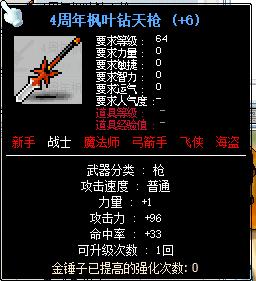 4周年枫叶钻天枪 (+6)
要求等级： 64
要求力量： 0
要求敏捷： -
要求智力： 0
要求运气： 0
要求人气度： -
道具等级： -
道具经验值： -
新手 战士 魔法师 弓箭手 飞侠 海盗
武器分类 : 枪
攻击速度 : 普通
力量 : +1
攻击力 : +96
命中率 : +33
可升级次数 : 1回
金锤子已提高的强化次数: 0